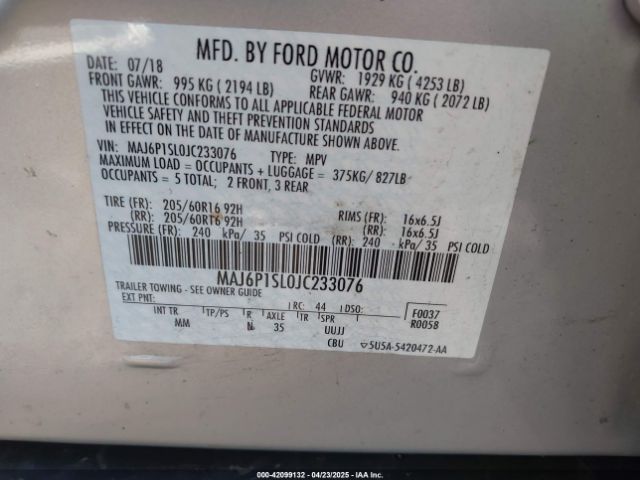 MFD. BY FORD MOTOR CO.
DATE: 07/18 GVWR: 1929 KG ( 4253 LB)
FRONT GAWR: 995 KG ( 2194 LB) REAR GAWR: 940 KG ( 2072 LB)
THIS VEHICLE CONFORMS TO ALL APPLICABLE FEDERAL MOTOR
VEHICLE SAFETY AND THEFT PREVENTION STANDARDS
IN EFFECT ON THE DATE OF MANUFACTURE SHOWN ABOVE.
VIN: MAJ6P1SL0JC233076 TYPE: MPV
MAXIMUM LOAD = OCCUPANTS + LUGGAGE = 375KG/ 827LB
OCCUPANTS = 5 TOTAL; 2 FRONT, 3 REAR
TIRE (FR): 205/60R16 92H RIMS (FR): 16x6.5J
(RR): 205/60R16 92H (RR): 16x6.5J
PRESSURE (FR): 240 kPa/ 35 PSI COLD (RR): 240 kPa/ 35 PSI COLD
MAJ6P1SL0JC233076
TRAILER TOWING - SEE OWNER GUIDE
EXT PNT: RC: 44 DSO: F0037
INT TR TP/PS R AXLE TR SPR R0058
MM N 35 UUJJ
CBU 5U5A-5420472-AA
000-42099132 - 04/23/2025 - IAA Inc.